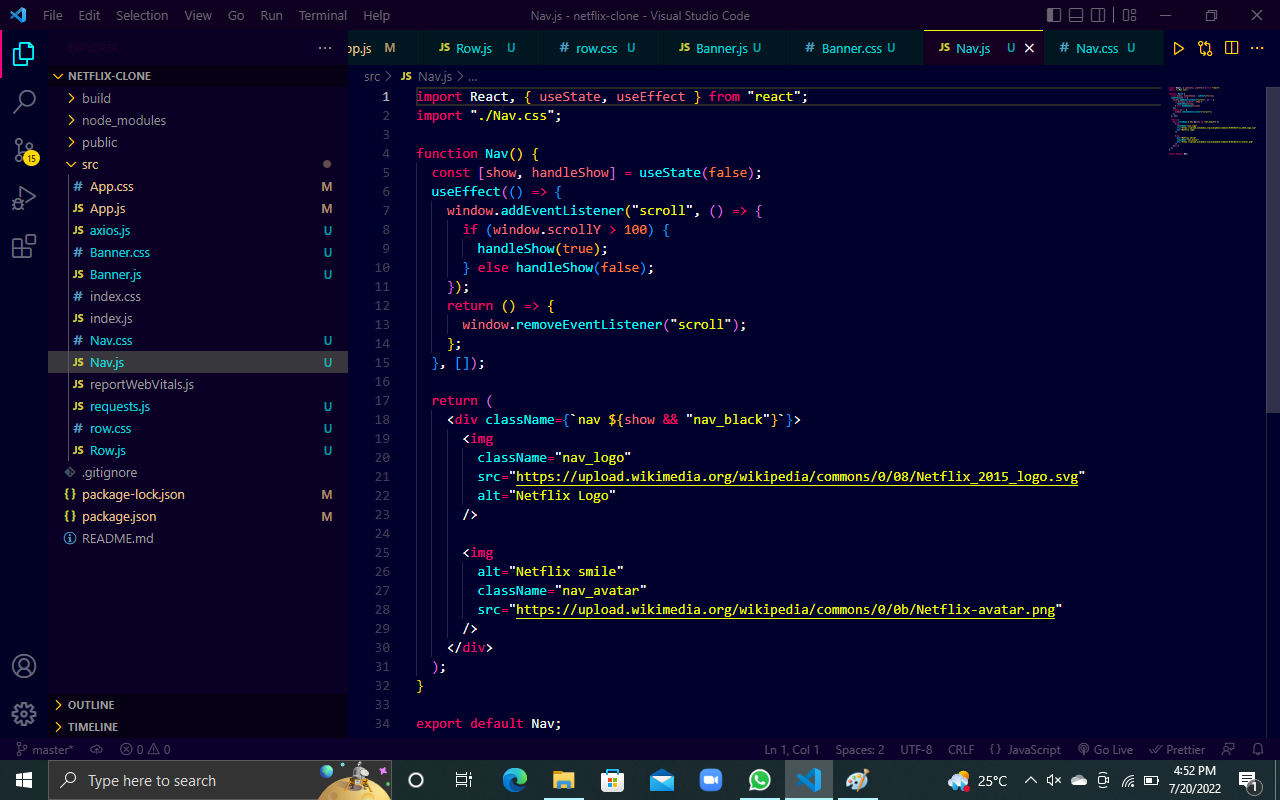 File Edit Selection View Go Run Terminal Help
Nav.js - netflix-clone - Visual Studio Code
EXPLORER
NETFLIX-CLONE
build
node_modules
public
src
# App.css M
JS App.js M
JS axios.js U
# Banner.css U
JS Banner.js U
# index.css
JS index.js
# Nav.css U
JS Nav.js U
JS reportWebVitals.js
JS requests.js U
# row.css U
JS Row.js U
.gitignore
{} package-lock.json M
{} package.json M
README.md
OUTLINE
TIMELINE
15
pp.js M JS Row.js U # row.css U JS Banner.js U # Banner.css U JS Nav.js U # Nav.css U
src > JS Nav.js > ...
1 import React, { useState, useEffect } from "react";
2 import "./Nav.css";
3
4 function Nav() {
5 const [show, handleShow] = useState(false);
6 useEffect(() => {
7 window.addEventListener("scroll", () => {
8 if (window.scrollY > 100) {
9 handleShow(true);
10 } else handleShow(false);
11 });
12 return () => {
13 window.removeEventListener("scroll");
14 };
15 }, []);
16
17 return (
18 <div className={`nav ${show && "nav_black"}`}>
19 <img
20 className="nav_logo"
21 src="https://upload.wikimedia.org/wikipedia/commons/0/08/Netflix_2015_logo.svg"
22 alt="Netflix Logo"
23 />
24
25 <img
26 alt="Netflix smile"
27 className="nav_avatar"
28 src="https://upload.wikimedia.org/wikipedia/commons/0/0b/Netflix-avatar.png"
29 />
30 </div>
31 );
32 }
33
34 export default Nav;
master* 0 0 Ln 1, Col 1 Spaces: 2 UTF-8 CRLF {} JavaScript Go Live Prettier
Type here to search
25°C
4:52 PM
7/20/2022
1